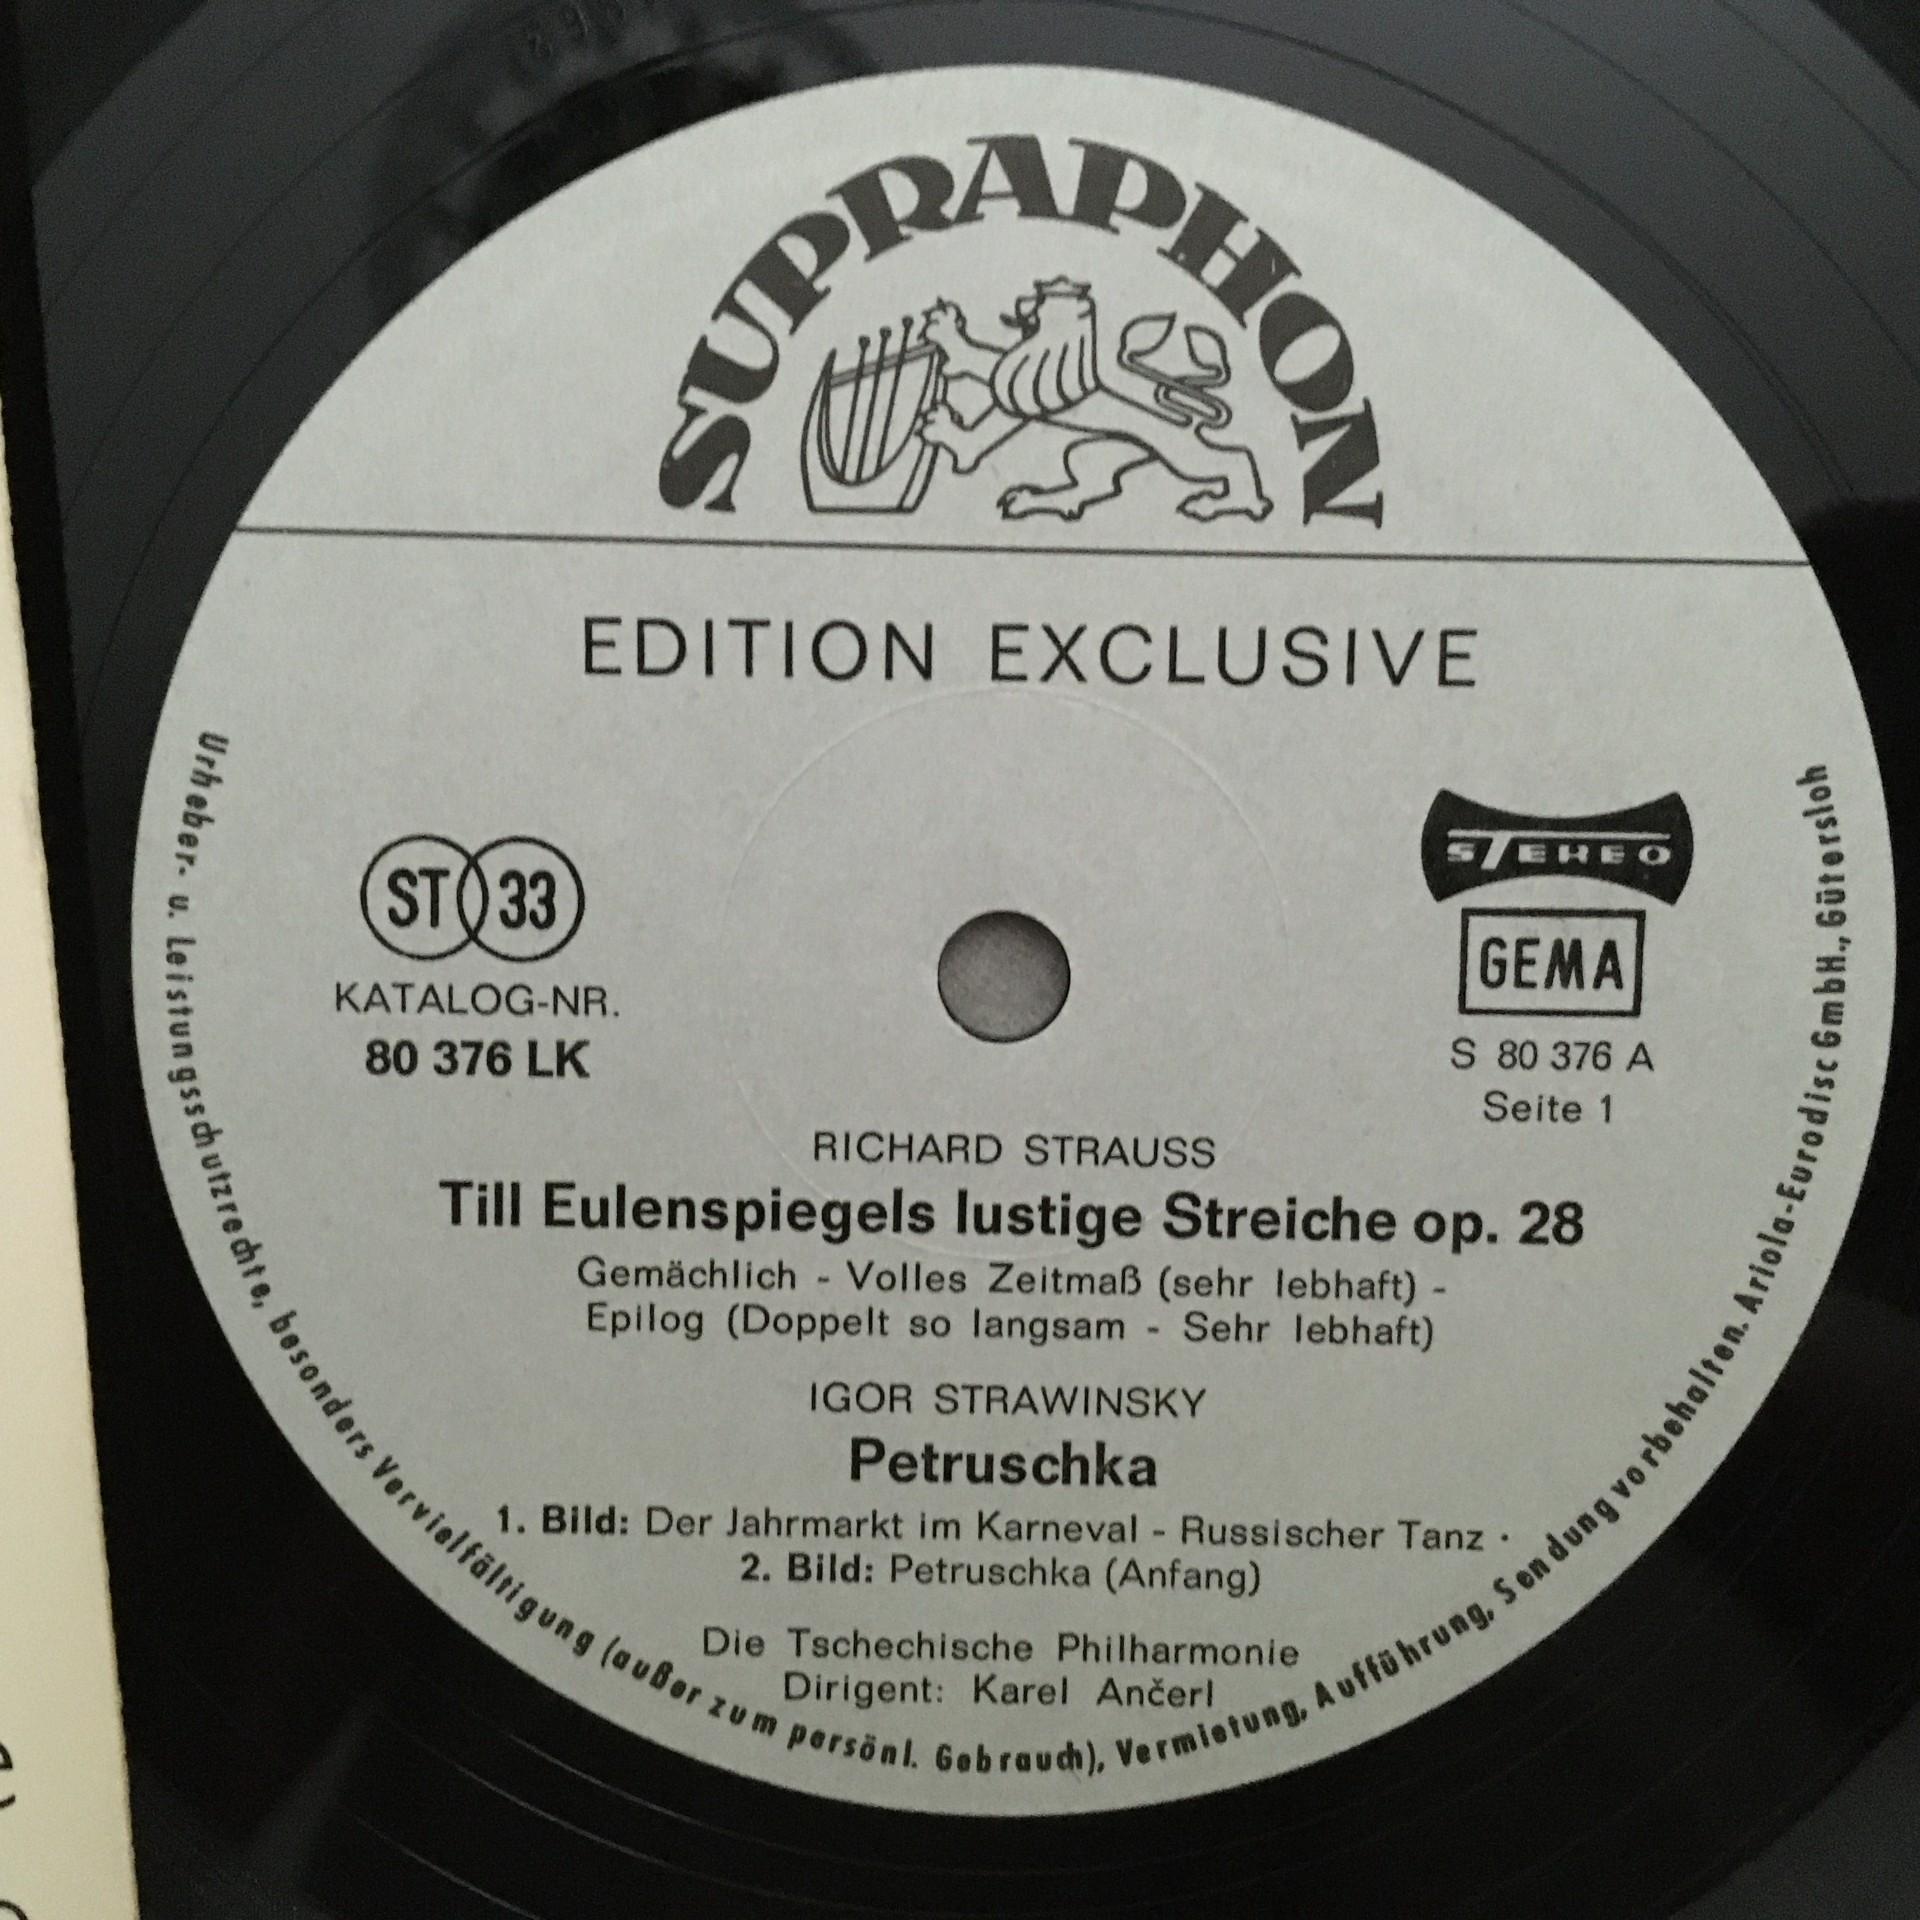 SUPRAPHON
EDITION EXCLUSIVE
ST 33
KATALOG-NR.
80 376 LK
STEREO
GEMA
S 80 376 A
Seite 1
RICHARD STRAUSS
Till Eulenspiegels lustige Streiche op. 28
Gemächlich - Volles Zeitmaß (sehr lebhaft) -
Epilog (Doppelt so langsam - Sehr lebhaft)
IGOR STRAWINSKY
Petruschka
1. Bild: Der Jahrmarkt im Karneval - Russischer Tanz ·
2. Bild: Petruschka (Anfang)
Die Tschechische Philharmonie
Dirigent: Karel Ančerl
Urheber- u. Leistungsschutzrechte, besonders Vervielfältigung (außer zum persönl. Gebrauch), Vermietung, Aufführung, Sendung vorbehalten. Ariola-Eurodisc GmbH., Gütersloh